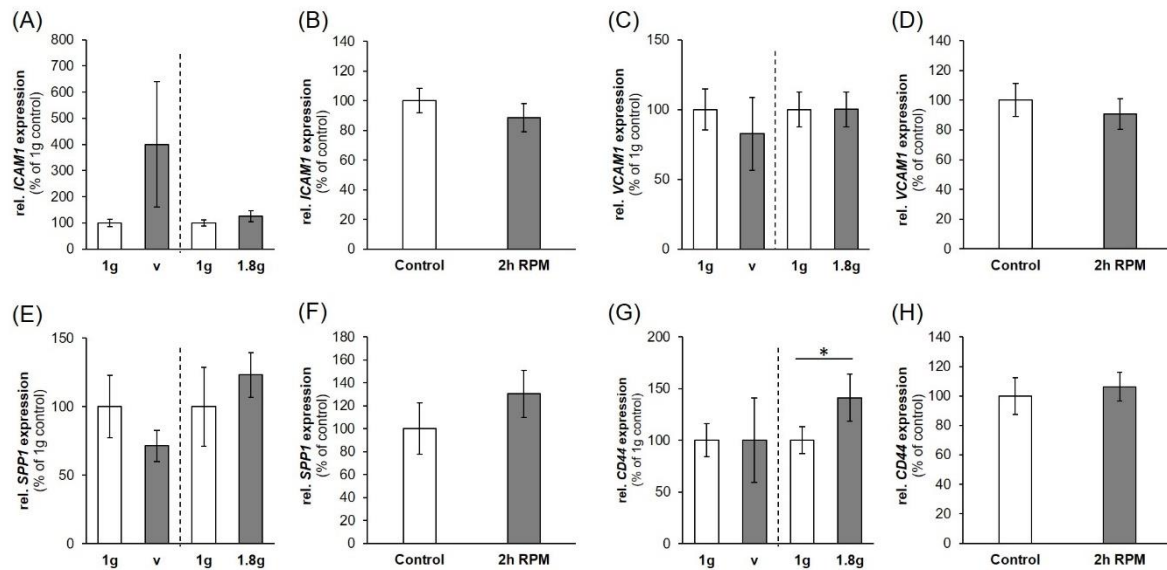 (A)
rel. ICAM1 expression
(% of 1g control)
800
700
600
500
400
300
200
100
0
1g v 1g 1.8g
(B)
rel. ICAM1 expression
(% of control)
140
120
100
80
60
40
20
0
Control 2h RPM
(C)
rel. VCAM1 expression
(% of 1g control)
150
100
50
0
1g v 1g 1.8g
(D)
rel. VCAM1 expression
(% of control)
140
120
100
80
60
40
20
0
Control 2h RPM
(E)
rel. SPP1 expression
(% of 1g control)
150
100
50
0
1g v 1g 1.8g
(F)
rel. SPP1 expression
(% of control)
180
160
140
120
100
80
60
40
20
0
Control 2h RPM
(G)
rel. CD44 expression
(% of 1g control)
200
150
100
50
0
*
1g v 1g 1.8g
(H)
rel. CD44 expression
(% of control)
140
120
100
80
60
40
20
0
Control 2h RPM